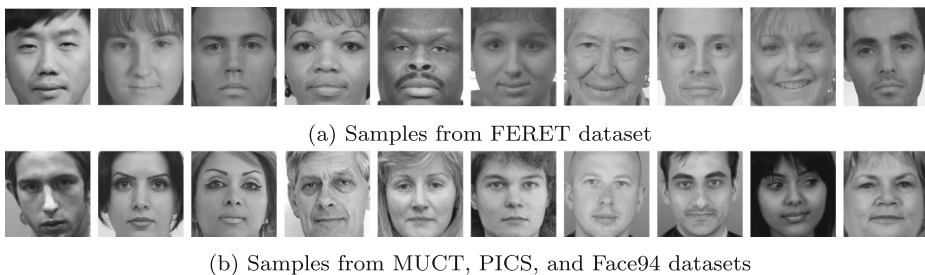 (a) Samples from FERET dataset
(b) Samples from MUCT, PICS, and Face94 datasets